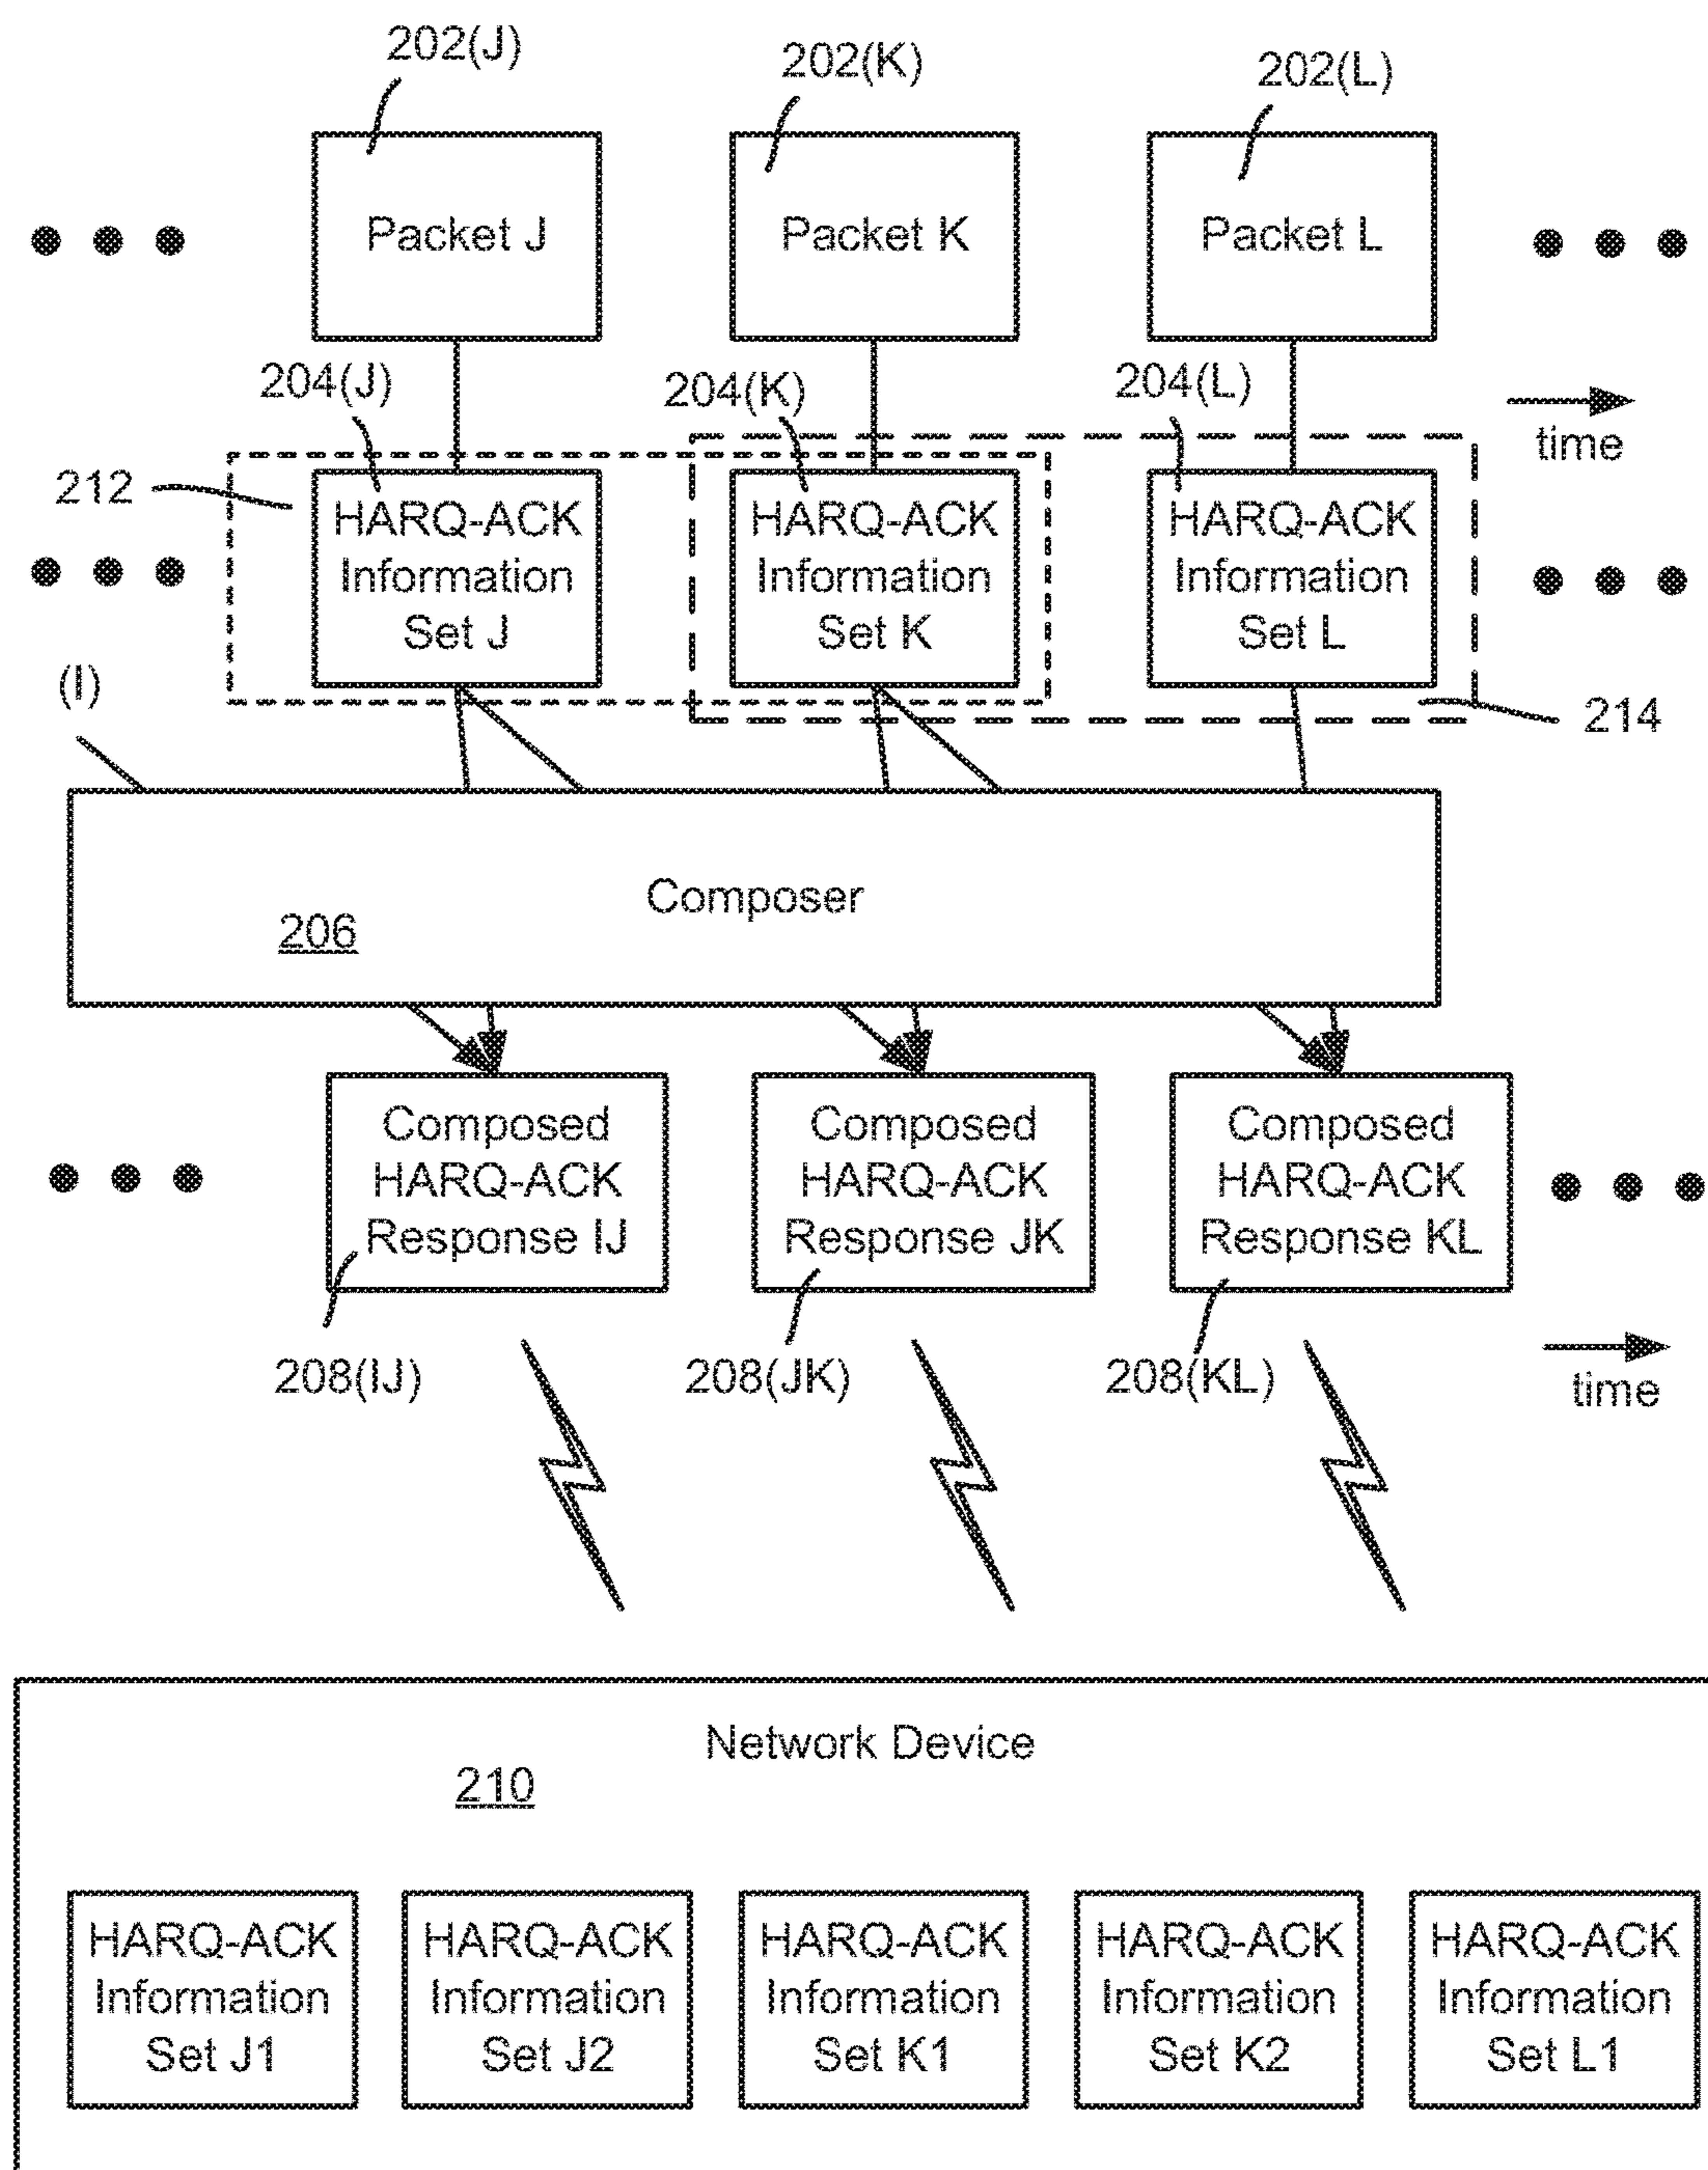 202(J)
202(K)
202(L)
Packet J
Packet K
Packet L
204(J)
204(K)
204(L)
time
212
HARQ-ACK
Information
Set J
HARQ-ACK
Information
Set K
HARQ-ACK
Information
Set L
(I)
214
Composer
206
Composed
HARQ-ACK
Response IJ
Composed
HARQ-ACK
Response JK
Composed
HARQ-ACK
Response KL
208(IJ)
208(JK)
208(KL)
time
Network Device
210
HARQ-ACK
Information
Set J1
HARQ-ACK
Information
Set J2
HARQ-ACK
Information
Set K1
HARQ-ACK
Information
Set K2
HARQ-ACK
Information
Set L1